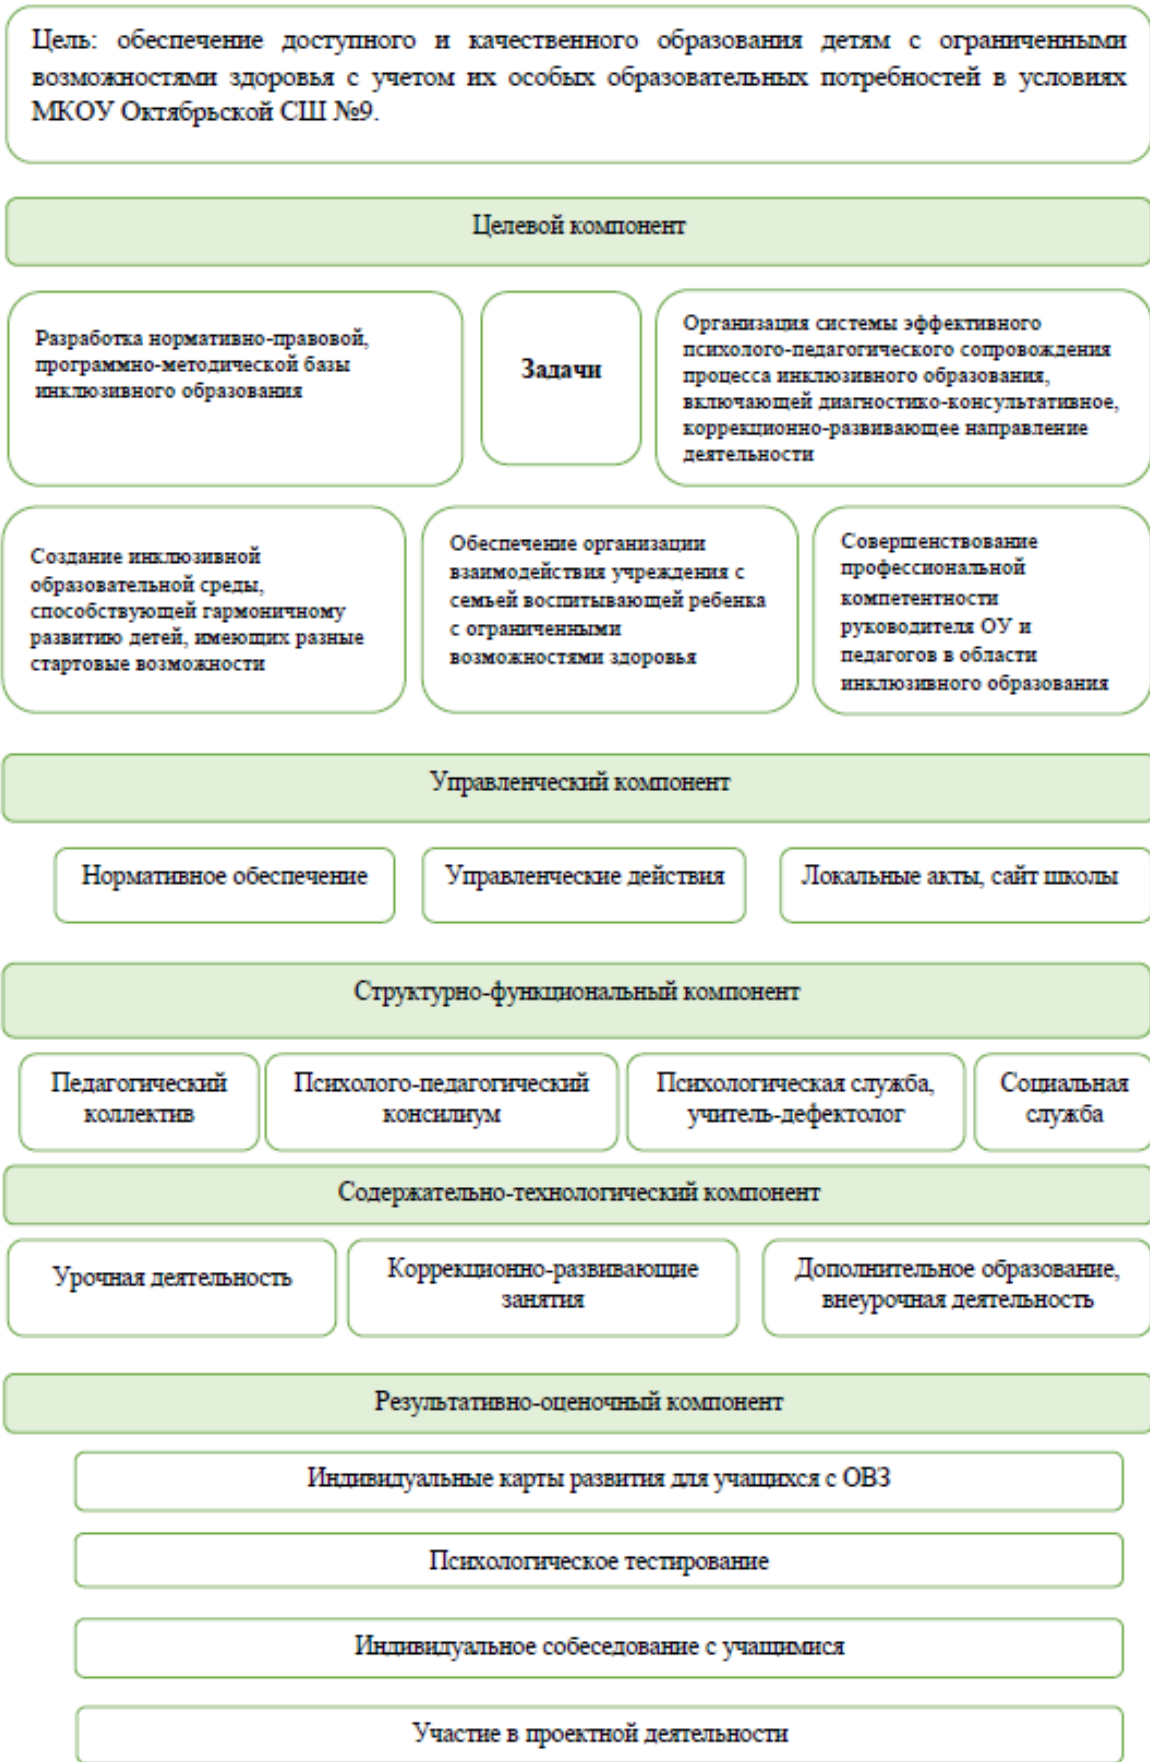 Цель: обеспечение доступного и качественного образования детям с ограниченными
возможностями здоровья с учетом их особых образовательных потребностей в условиях
МКОУ Октябрьской СШ №9.
Целевой компонент
Разработка нормативно-правовой,
программно-методической базы
инклюзивного образования
Задачи
Организация системы эффективного
психолого-педагогического сопровождения
процесса инклюзивного образования,
включающей диагностико-консультативное,
коррекционно-развивающее направление
деятельности
Создание инклюзивной
образовательной среды,
способствующей гармоничному
развитию детей, имеющих разные
стартовые возможности
Обеспечение организации
взаимодействия учреждения с
семьей воспитывающей ребенка
с ограниченными
возможностями здоровья
Совершенствование
профессиональной
компетентности
руководителя ОУ и
педагогов в области
инклюзивного образования
Управленческий компонент
Нормативное обеспечение
Управленческие действия
Локальные акты, сайт школы
Структурно-функциональный компонент
Педагогический
коллектив
Психолого-педагогический
консилиум
Психологическая служба,
учитель-дефектолог
Социальная
служба
Содержательно-технологический компонент
Урочная деятельность
Коррекционно-развивающие
занятия
Дополнительное образование,
внеурочная деятельность
Результативно-оценочный компонент
Индивидуальные карты развития для учащихся с ОВЗ
Психологическое тестирование
Индивидуальное собеседование с учащимися
Участие в проектной деятельности